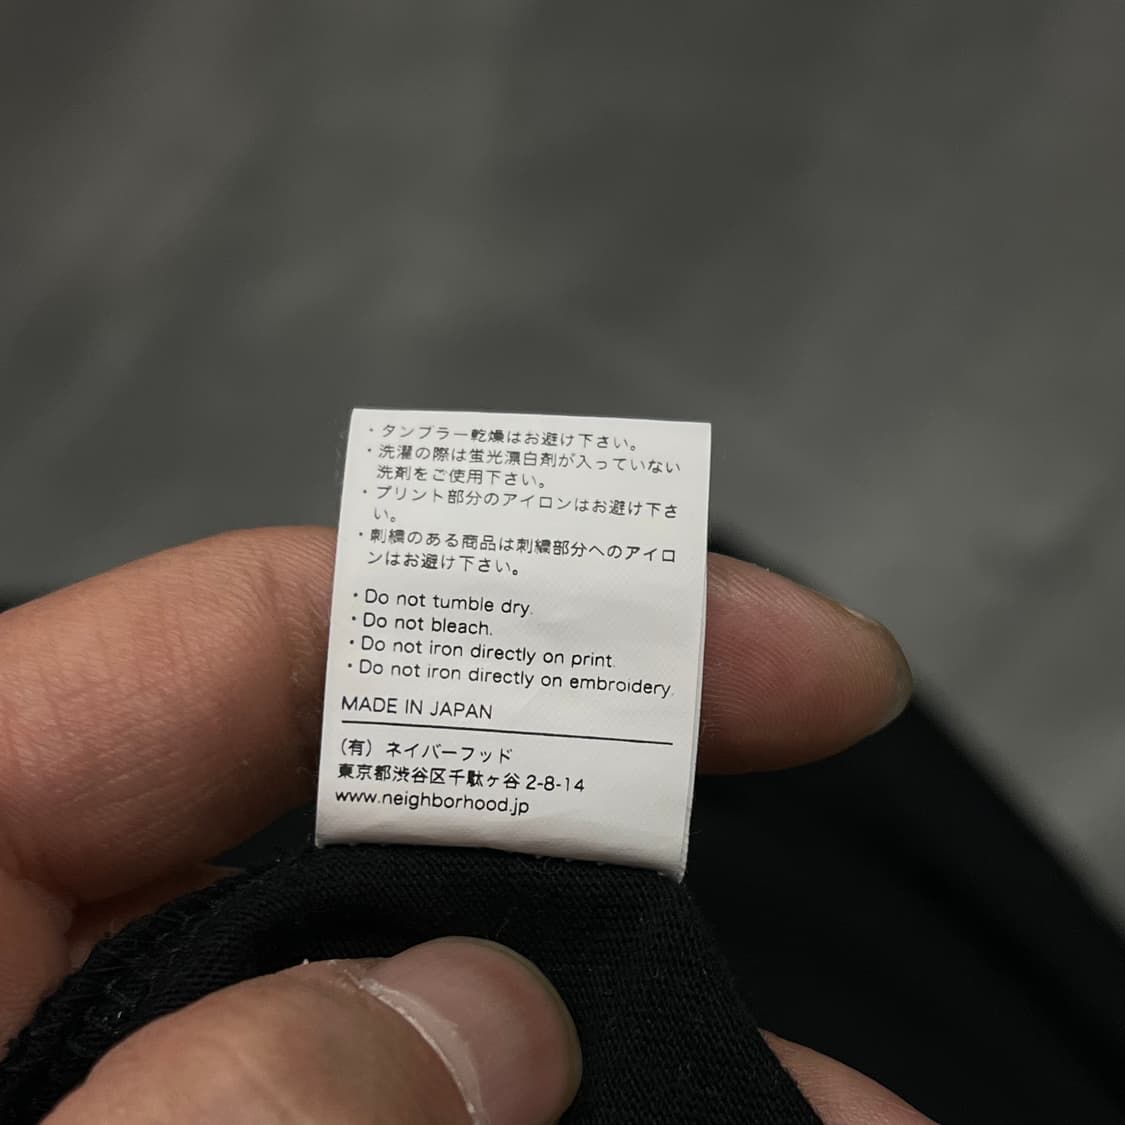 ・タンブラー乾燥はお避け下さい。
・洗濯の際は蛍光漂白剤が入っていない
洗剤をご使用下さい。
・プリント部分のアイロンはお避け下さ
い。
・刺繍のある商品は刺繍部分へのアイロ
ンはお避け下さい。
・Do not tumble dry.
・Do not bleach.
・Do not iron directly on print.
・Do not iron directly on embroidery.
MADE IN JAPAN
(有) ネイバーフッド
東京都渋谷区千駄ヶ谷 2-8-14
www.neighborhood.jp